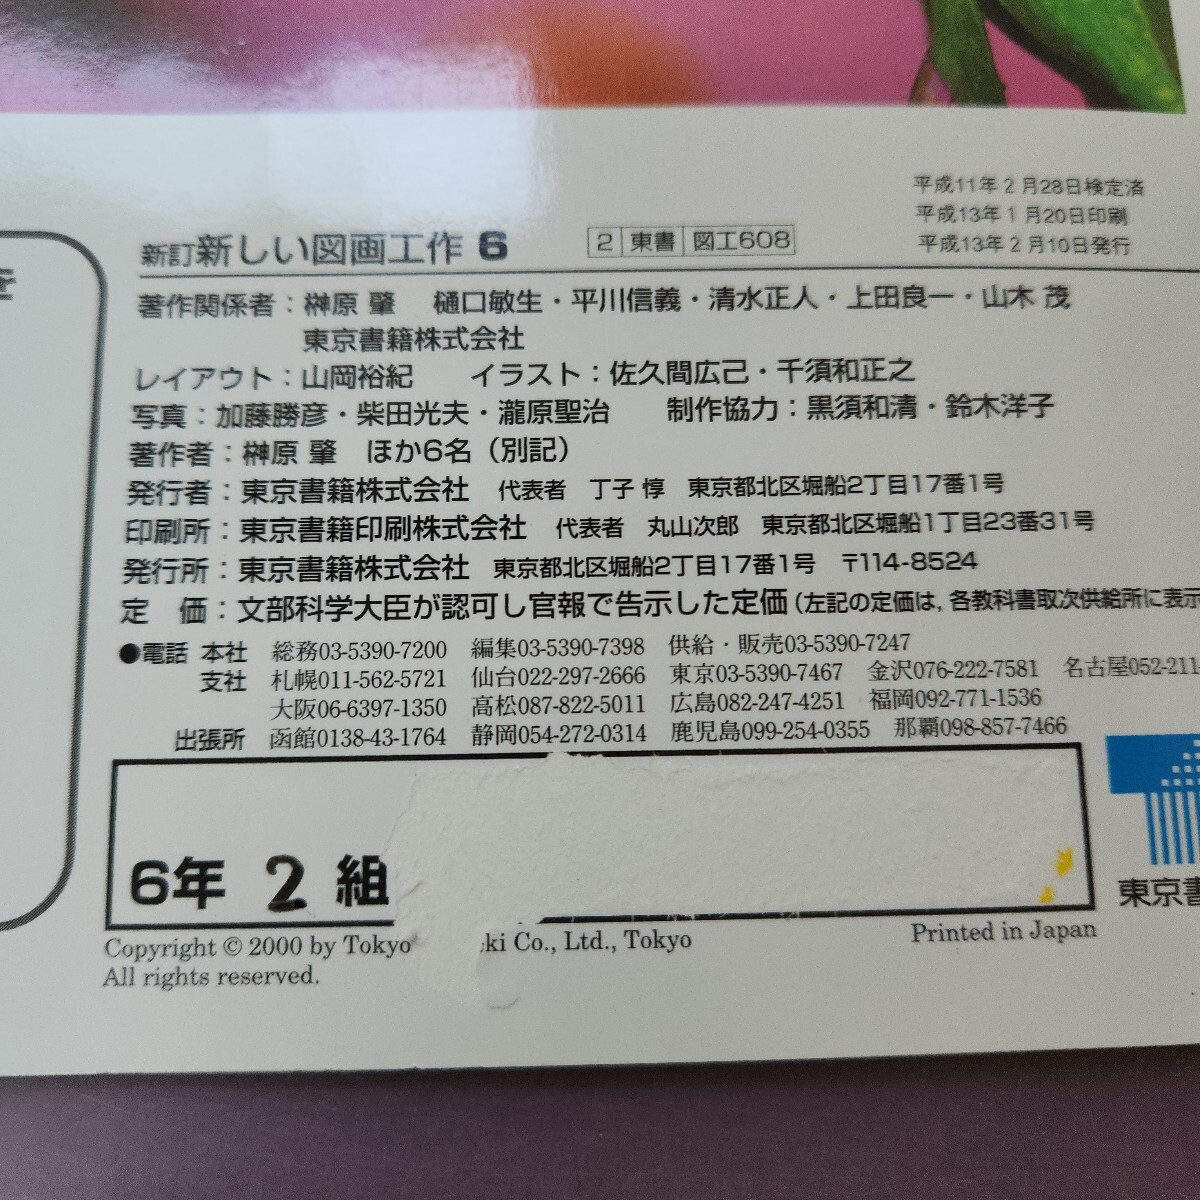 を
平成11年2月28日検定済
平成13年1月20日印刷
平成13年2月10日発行
新訂新しい図画工作6 2 東書 図工608
著作関係者：榊原 肇 樋口敏生・平川信義・清水正人・上田良一・山木 茂
東京書籍株式会社
レイアウト：山岡裕紀 イラスト：佐久間広己・千須和正之
写真：加藤勝彦・柴田光夫・瀧原聖治 制作協力：黒須和清・鈴木洋子
著作者：榊原 肇 ほか6名（別記）
発行者：東京書籍株式会社 代表者 丁子 惇 東京都北区堀船2丁目17番1号
印刷所：東京書籍印刷株式会社 代表者 丸山次郎 東京都北区堀船1丁目23番31号
発行所：東京書籍株式会社 東京都北区堀船2丁目17番1号 〒114-8524
定 価：文部科学大臣が認可し官報で告示した定価（左記の定価は，各教科書取次供給所に表示
●電話 本社 総務03-5390-7200 編集03-5390-7398 供給・販売03-5390-7247
支社 札幌011-562-5721 仙台022-297-2666 東京03-5390-7467 金沢076-222-7581 名古屋052-211-
大阪06-6397-1350 高松087-822-5011 広島082-247-4251 福岡092-771-1536
出張所 函館0138-43-1764 静岡054-272-0314 鹿児島099-254-0355 那覇098-857-7466
6年 2 組
東京書
Copyright © 2000 by Tokyo ki Co., Ltd., Tokyo Printed in Japan
All rights reserved.